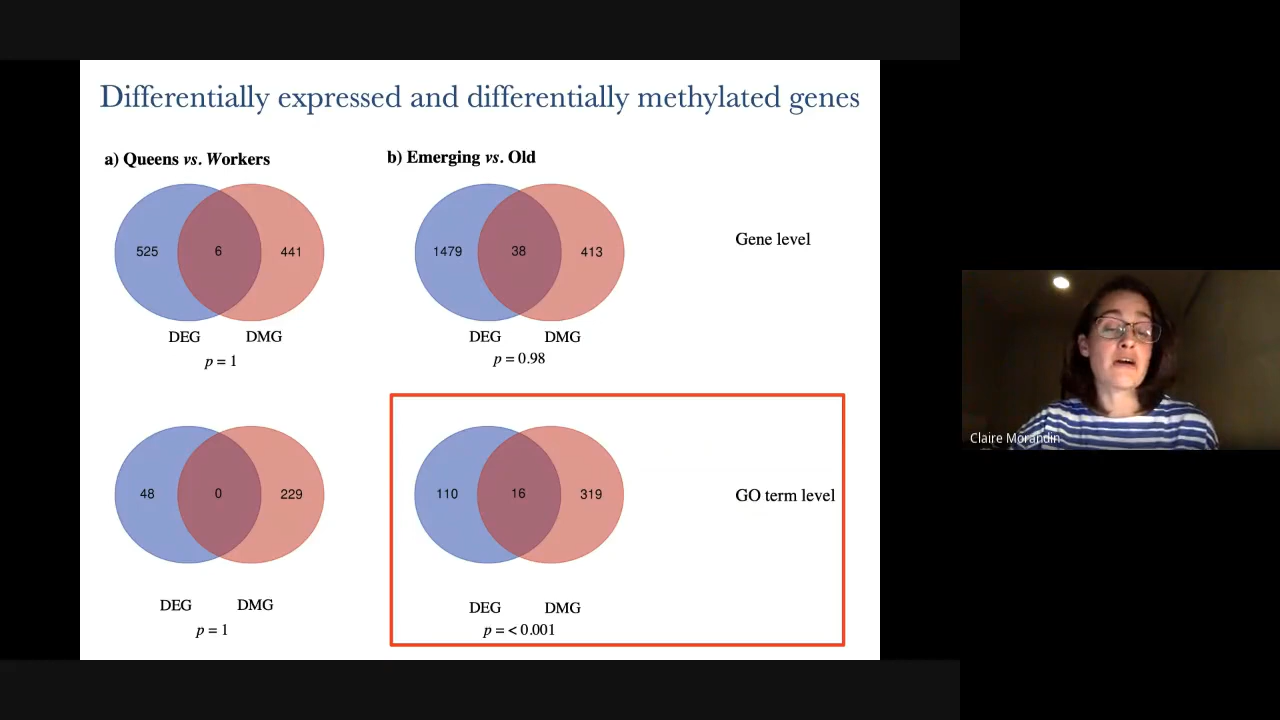 Differentially expressed and differentially methylated genes
a) Queens vs. Workers
b) Emerging vs. Old
525
6
441
1479
38
413
Gene level
DEG
DMG
p = 1
DEG
DMG
p = 0.98
48
0
229
110
16
319
GO term level
DEG
DMG
p = 1
DEG
DMG
p = < 0.001
Claire Morandin